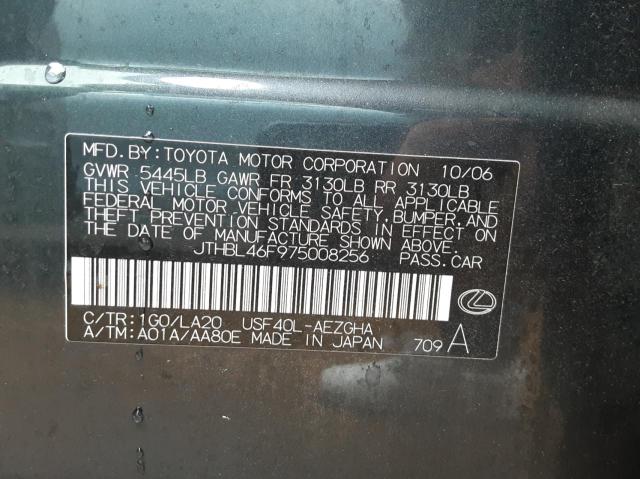 MFD.BY:TOYOTA MOTOR CORPORATION 10/06
GVWR 5445LB GAWR FR 3130LB RR 3130LB
THIS VEHICLE CONFORMS TO ALL APPLICABLE
FEDERAL MOTOR VEHICLE SAFETY,BUMPER,AND
THEFT PREVENTION STANDARDS IN EFFECT ON
THE DATE OF MANUFACTURE SHOWN ABOVE.
JTHBL46F975008256 PASS.CAR
C/TR:1G0/LA20 USF40L-AEZGHA
A/TM:A01A/AA80E MADE IN JAPAN 709 A